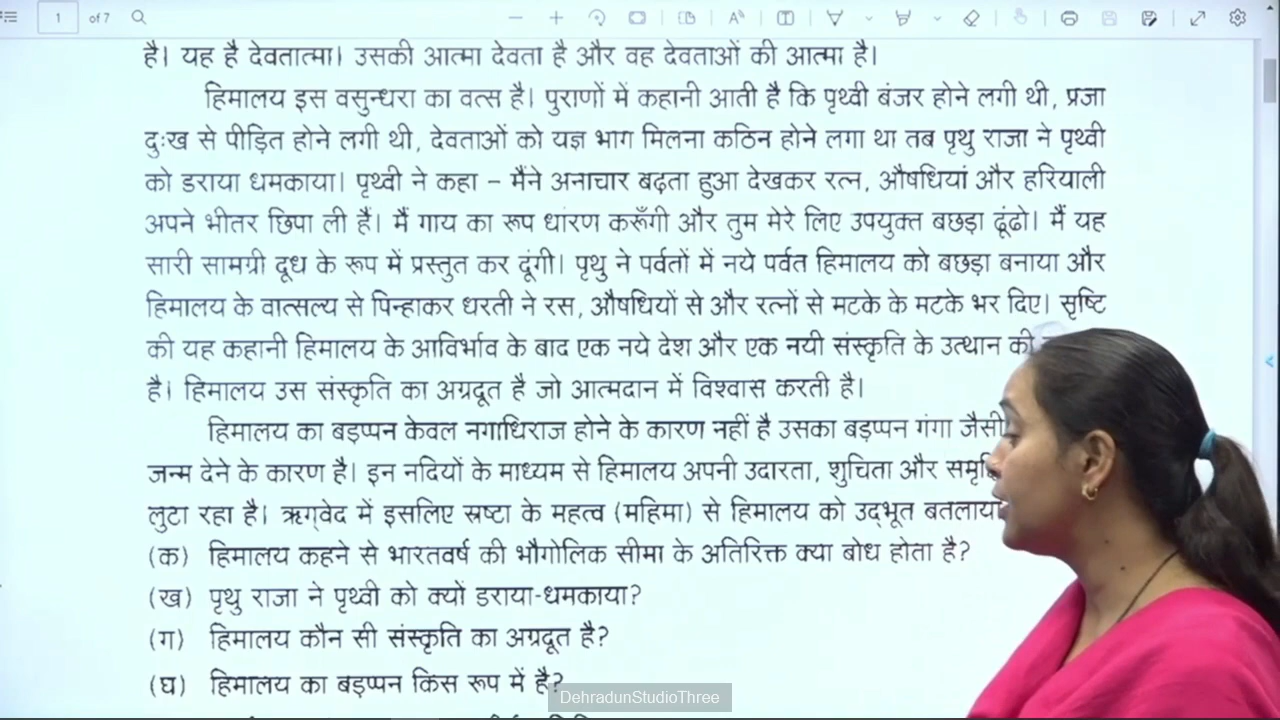 1 of 7
है। यह है देवतात्मा। उसकी आत्मा देवता है और वह देवताओं की आत्मा है।
हिमालय इस वसुन्धरा का वत्स है। पुराणों में कहानी आती है कि पृथ्वी बंजर होने लगी थी, प्रजा
दुःख से पीड़ित होने लगी थी, देवताओं को यज्ञ भाग मिलना कठिन होने लगा था तब पृथु राजा ने पृथ्वी
को डराया धमकाया। पृथ्वी ने कहा – मैंने अनाचार बढ़ता हुआ देखकर रत्न, औषधियां और हरियाली
अपने भीतर छिपा ली हैं। मैं गाय का रूप धारण करूँगी और तुम मेरे लिए उपयुक्त बछड़ा ढूंढो। मैं यह
सारी सामग्री दूध के रूप में प्रस्तुत कर दूंगी। पृथु ने पर्वतों में नये पर्वत हिमालय को बछड़ा बनाया और
हिमालय के वात्सल्य से पिन्हाकर धरती ने रस, औषधियों से और रत्नों से मटके के मटके भर दिए। सृष्टि
की यह कहानी हिमालय के आविर्भाव के बाद एक नये देश और एक नयी संस्कृति के उत्थान की
है। हिमालय उस संस्कृति का अग्रदूत है जो आत्मदान में विश्वास करती है।
हिमालय का बड़प्पन केवल नगाधिराज होने के कारण नहीं है उसका बड़प्पन गंगा जैसी
जन्म देने के कारण है। इन नदियों के माध्यम से हिमालय अपनी उदारता, शुचिता और
लुटा रहा है। ऋग्वेद में इसलिए स्रष्टा के महत्व (महिमा) से हिमालय को उद्भूत बतलाया
(क) हिमालय कहने से भारतवर्ष की भौगोलिक सीमा के अतिरिक्त क्या बोध होता है?
(ख) पृथु राजा ने पृथ्वी को क्यों डराया-धमकाया?
(ग) हिमालय कौन सी संस्कृति का अग्रदूत है?
(घ) हिमालय का बड़प्पन किस रूप में है?
DehradunStudioThree